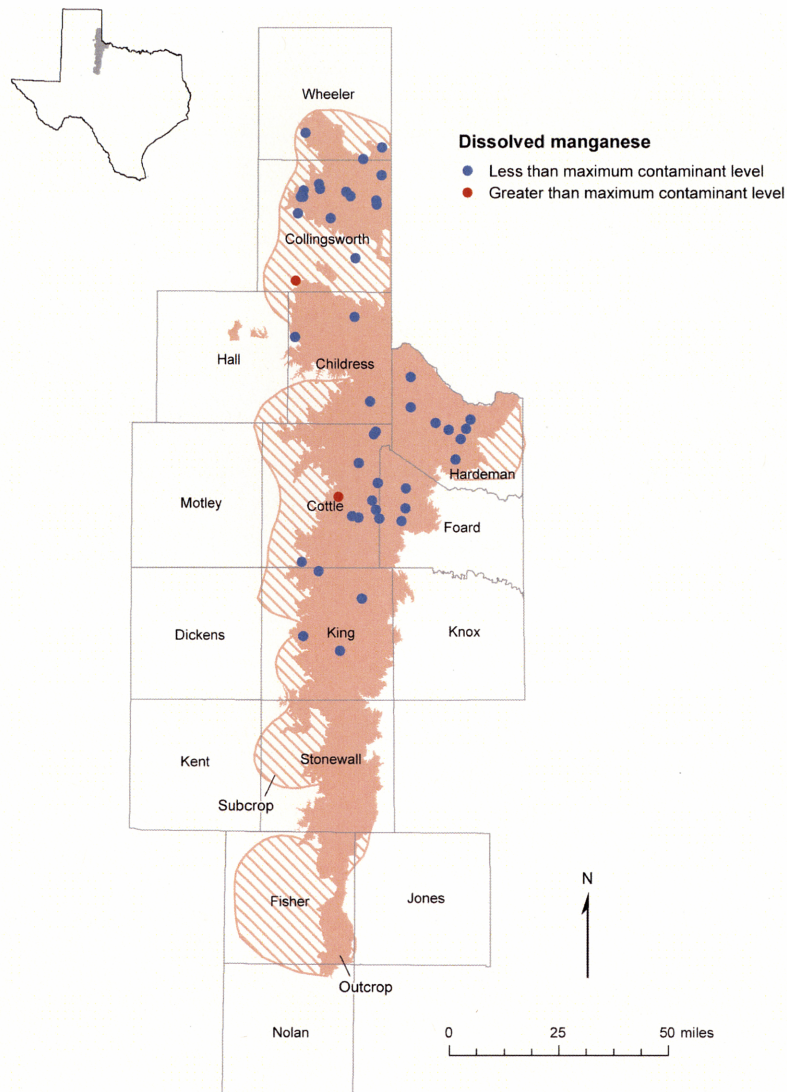 Wheeler
Dissolved manganese
Less than maximum contaminant level
Greater than maximum contaminant level
Collingsworth
Hall
Childress
Hardeman
Motley
Cottle
Foard
Dickens
King
Knox
Kent
Stonewall
Subcrop
N
Fisher
Jones
Outcrop
Nolan
0 25 50 miles